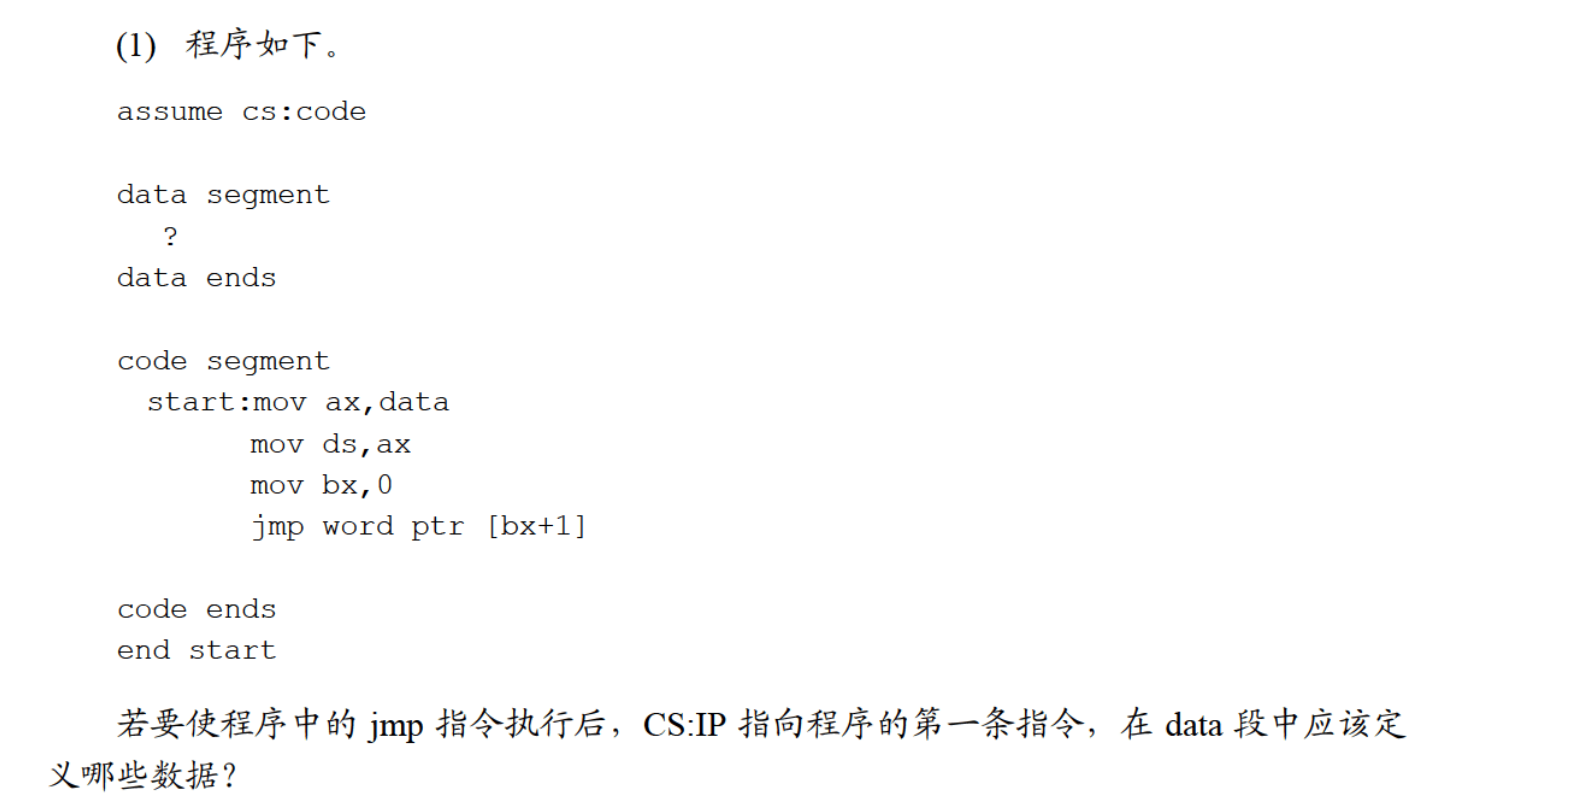 (1) 程序如下。
assume cs:code
data segment
?
data ends
code segment
start:mov ax,data
mov ds,ax
mov bx,0
jmp word ptr [bx+1]
code ends
end start
若要使程序中的 jmp 指令执行后，CS:IP 指向程序的第一条指令，在 data 段中应该定
义哪些数据？